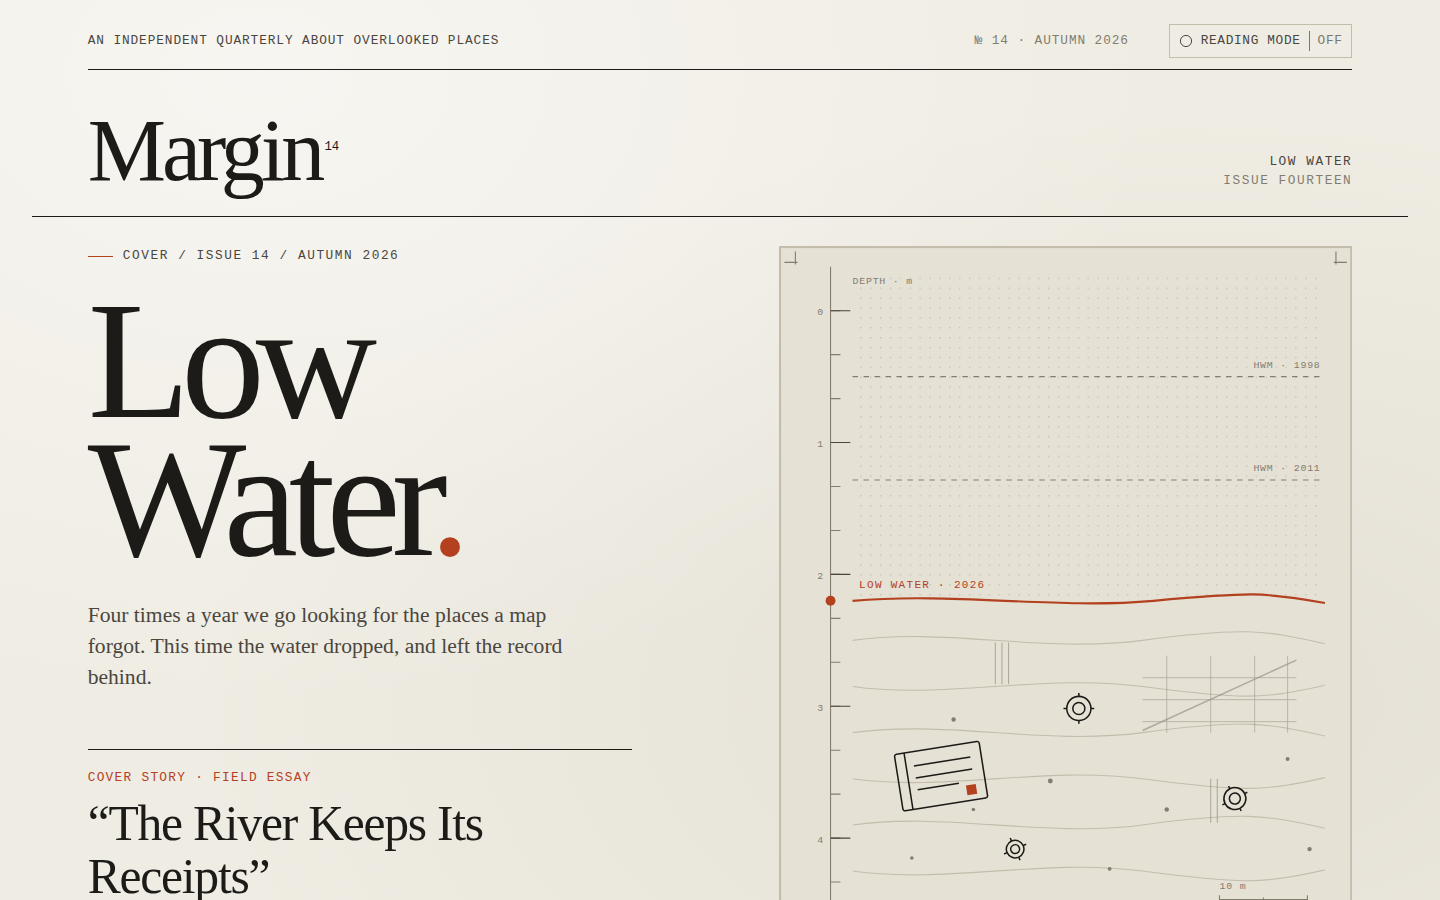 AN INDEPENDENT QUARTERLY ABOUT OVERLOOKED PLACES
№ 14 · AUTUMN 2026
READING MODE OFF
Margin14
LOW WATER
ISSUE FOURTEEN
COVER / ISSUE 14 / AUTUMN 2026
Low
Water.
Four times a year we go looking for the places a map
forgot. This time the water dropped, and left the record
behind.
COVER STORY · FIELD ESSAY
“The River Keeps Its
Receipts”
DEPTH · m
0
HWM · 1998
1
HWM · 2011
2
LOW WATER · 2026
3
4
10 m